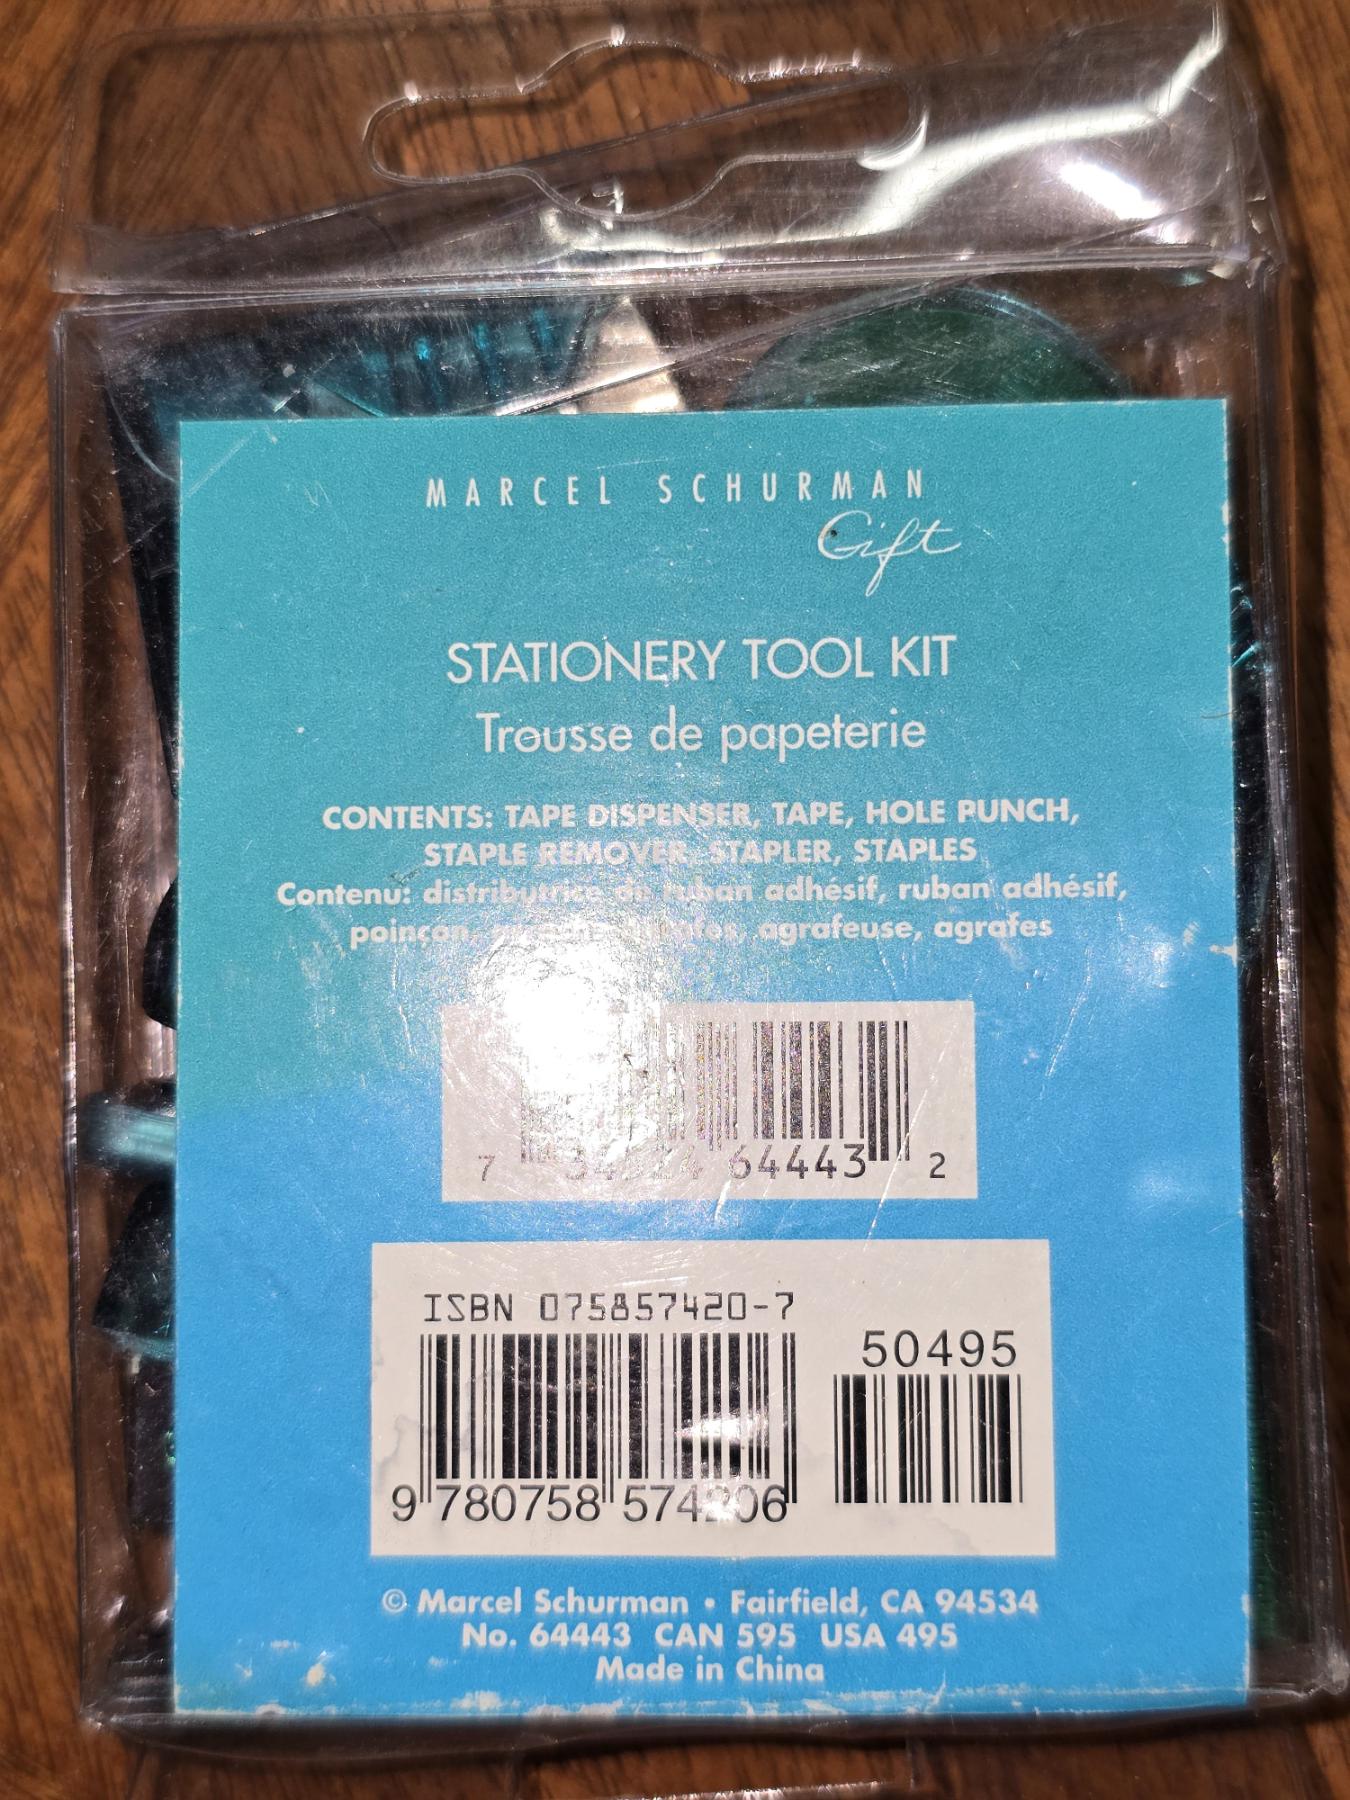 MARCEL SCHURMAN
Gift
STATIONERY TOOL KIT
Trousse de papeterie
CONTENTS: TAPE DISPENSER, TAPE, HOLE PUNCH,
STAPLE REMOVER, STAPLER, STAPLES
Contenu: distributrice de ruban adhésif, ruban adhésif,
poinçon, agrafeuse, agrafes
7 64443 2
ISBN 075857420-7
50495
9 780758 574206
© Marcel Schurman • Fairfield, CA 94534
No. 64443 CAN 595 USA 495
Made in China